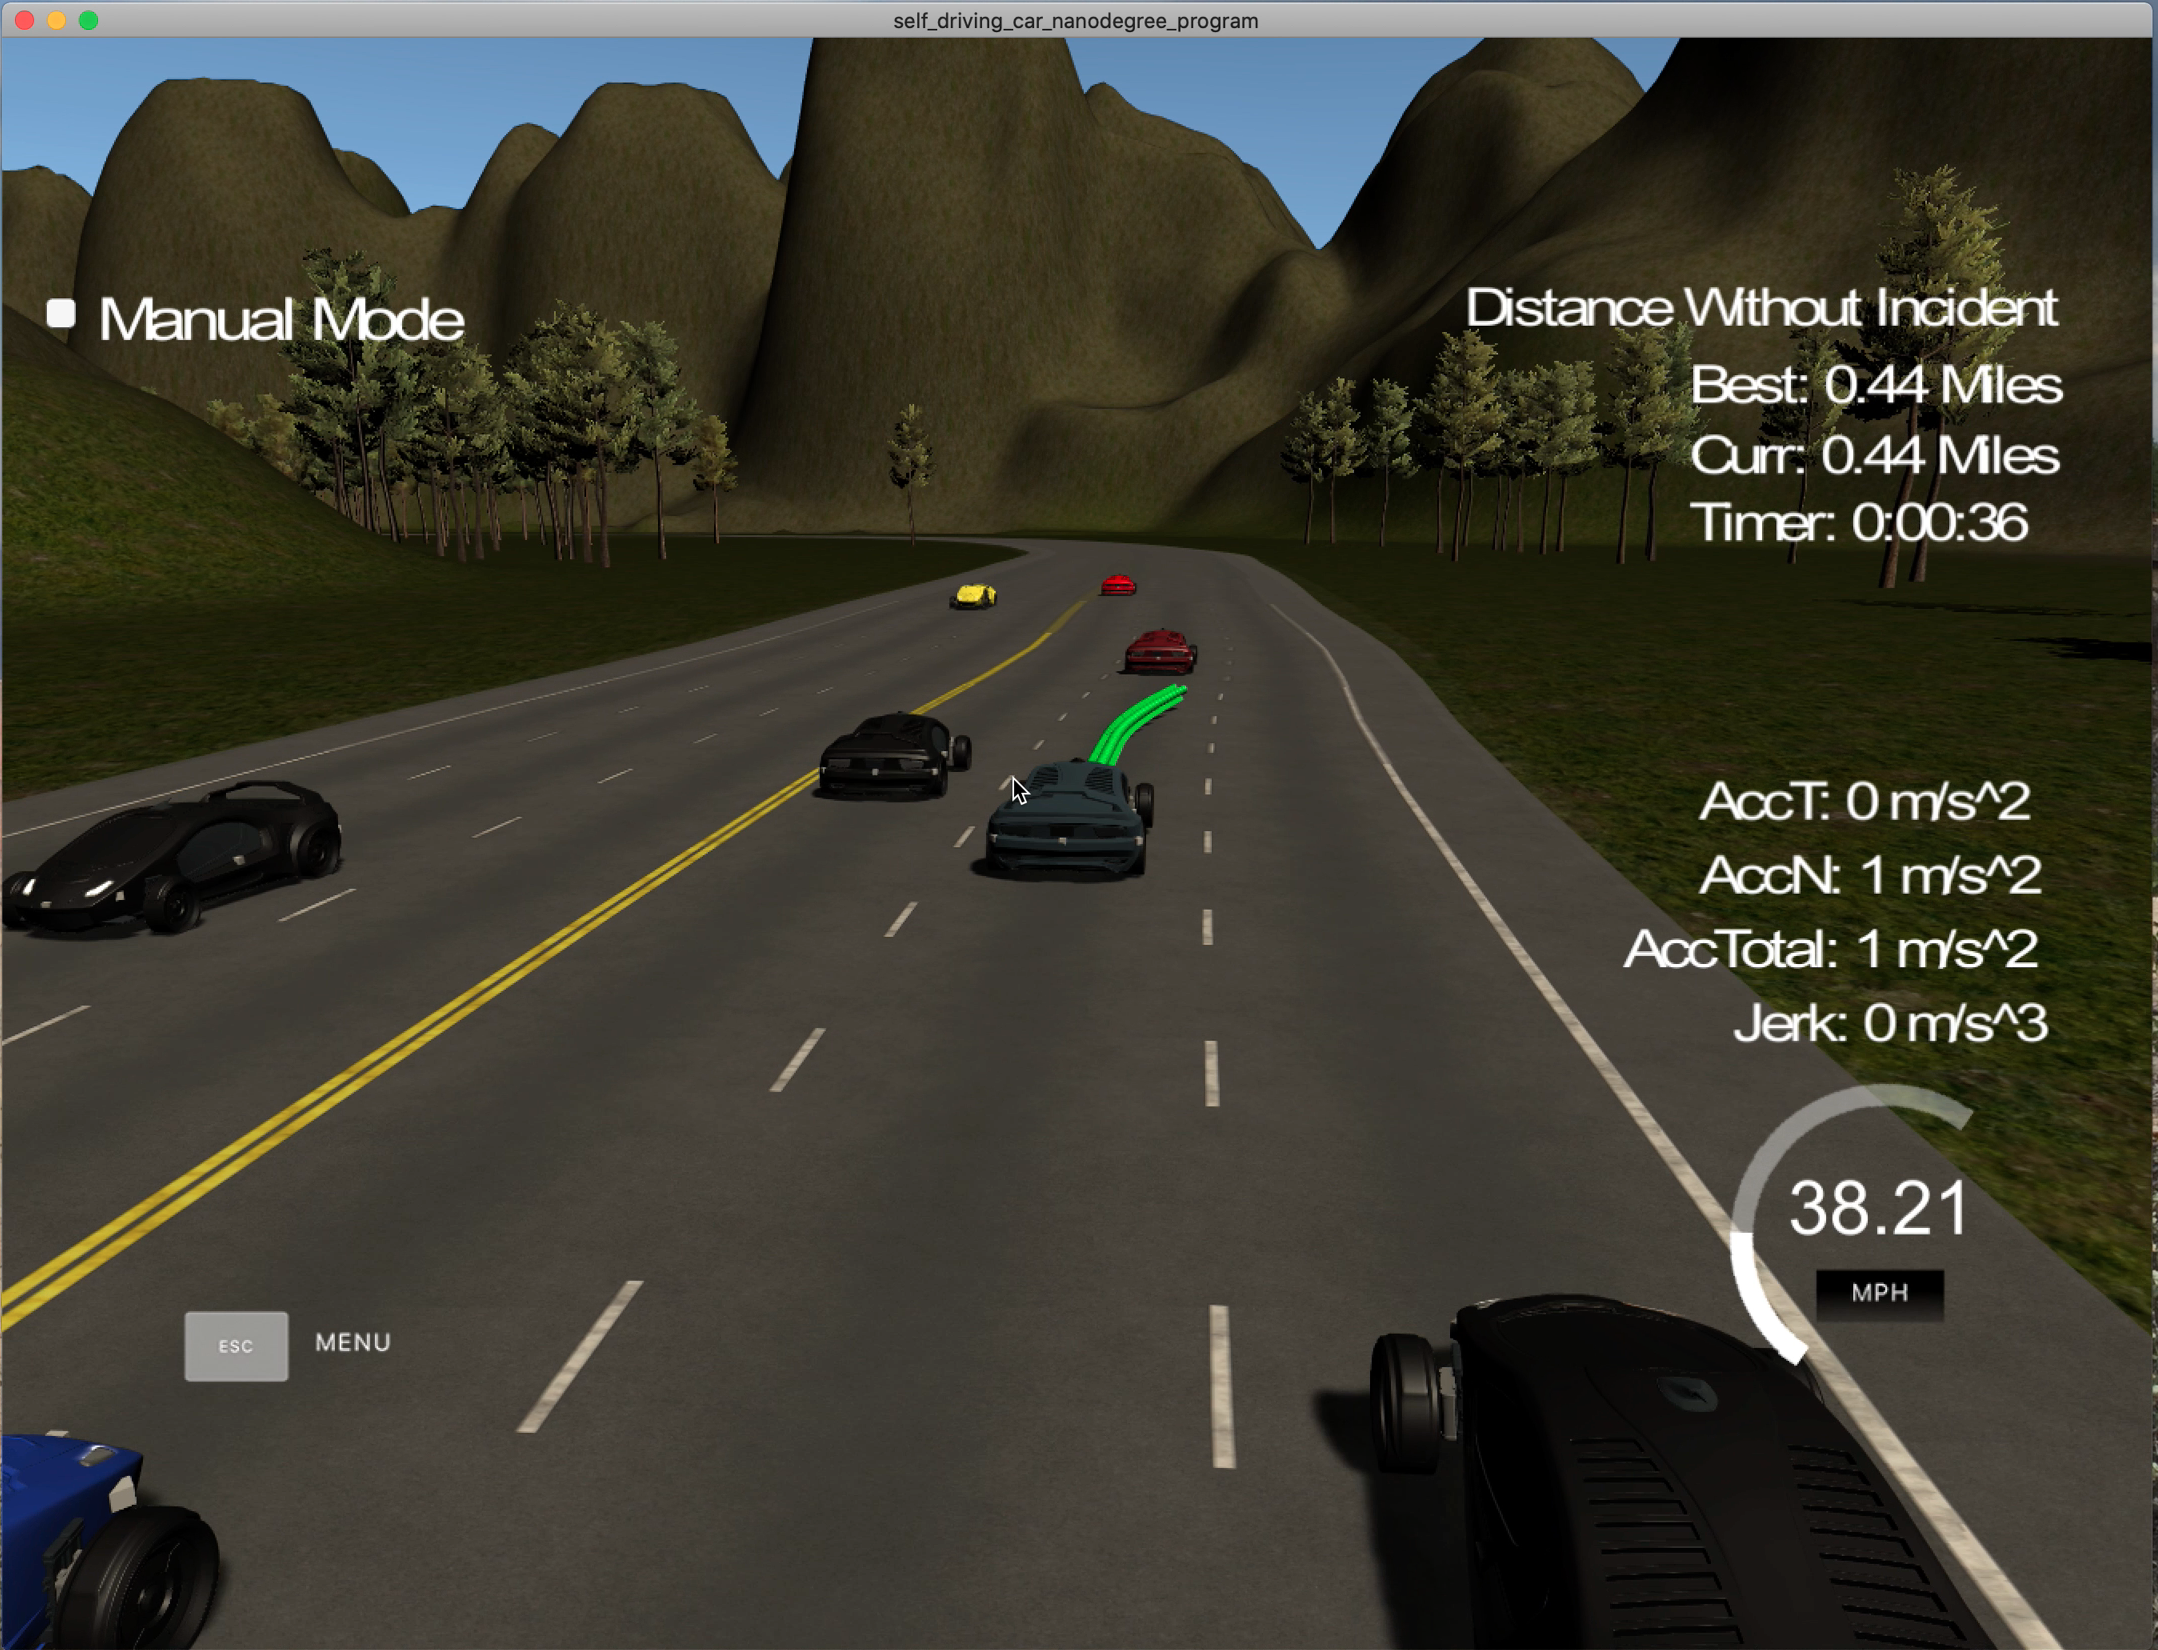 self_driving_car_nanodegree_program
Manual Mode
Distance Without Incident
Best: 0.44 Miles
Curr: 0.44 Miles
Timer: 0:00:36
AccT: 0 m/s^2
AccN: 1 m/s^2
AccTotal: 1 m/s^2
Jerk: 0 m/s^3
38.21
MPH
ESC MENU